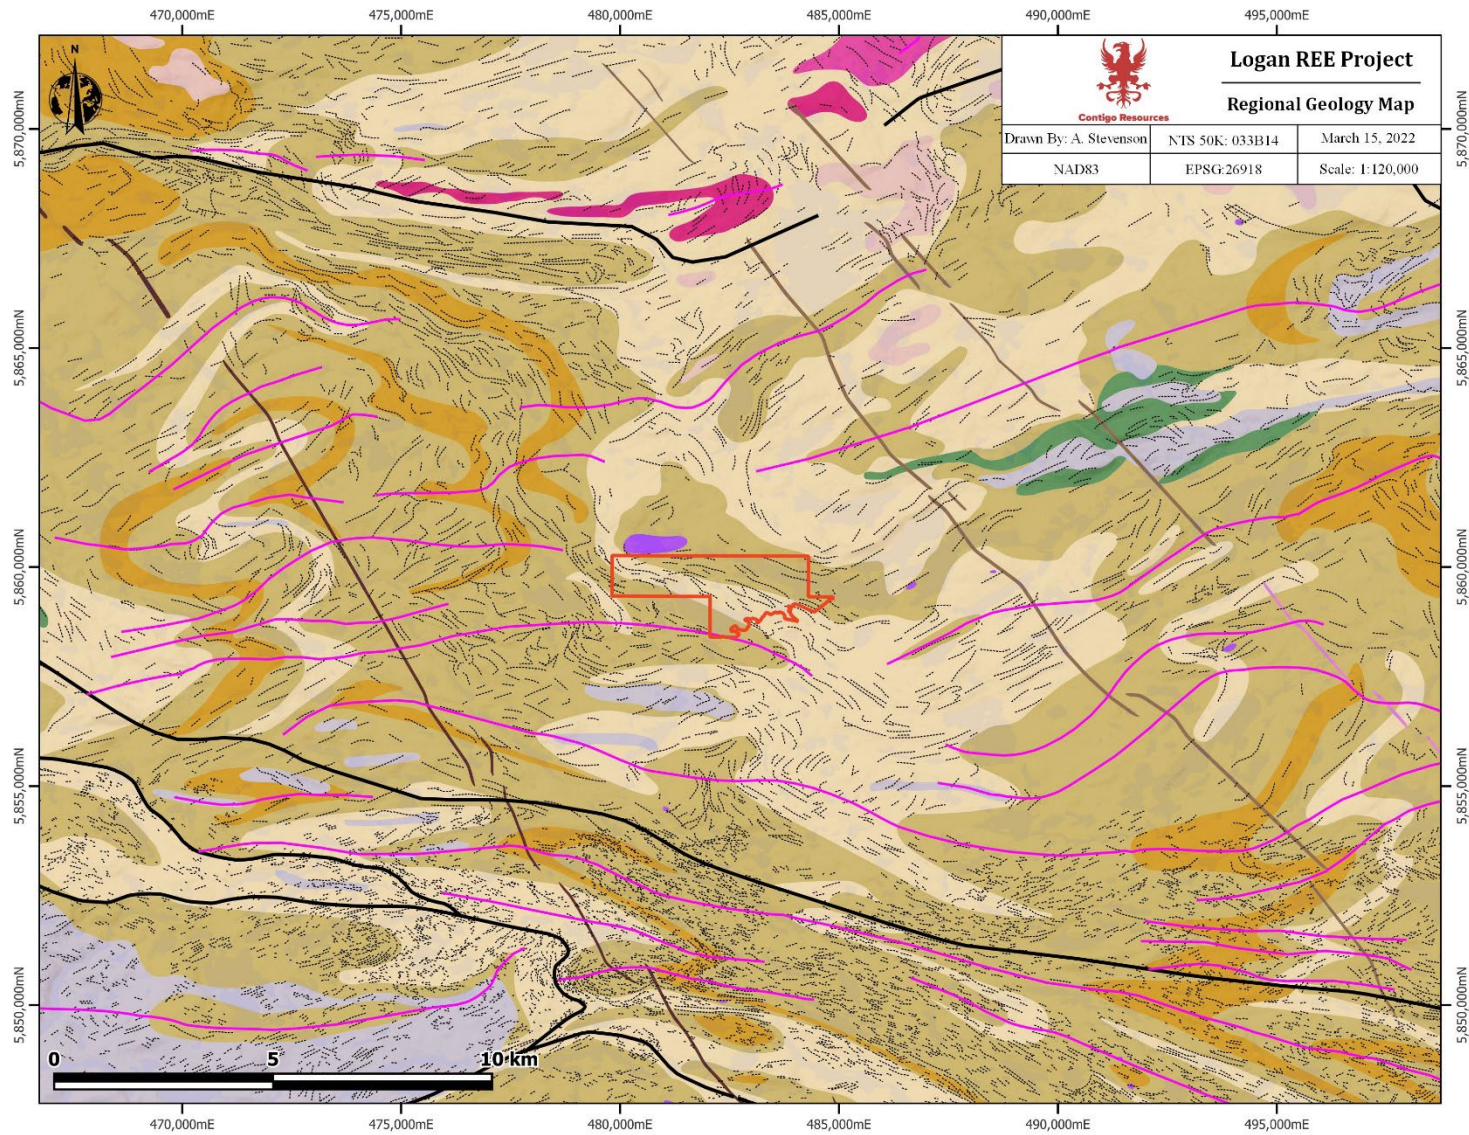 470,000mE 475,000mE 480,000mE 485,000mE 490,000mE 495,000mE
N
Contigo Resources
Logan REE Project
Regional Geology Map
Drawn By: A. Stevenson NTS 50K: 033B14 March 15, 2022
NAD83 EPSG:26918 Scale: 1:120,000
5,870,000mN 5,870,000mN
5,865,000mN 5,865,000mN
5,860,000mN 5,860,000mN
5,855,000mN 5,855,000mN
5,850,000mN 5,850,000mN
0 5 10 km
470,000mE 475,000mE 480,000mE 485,000mE 490,000mE 495,000mE